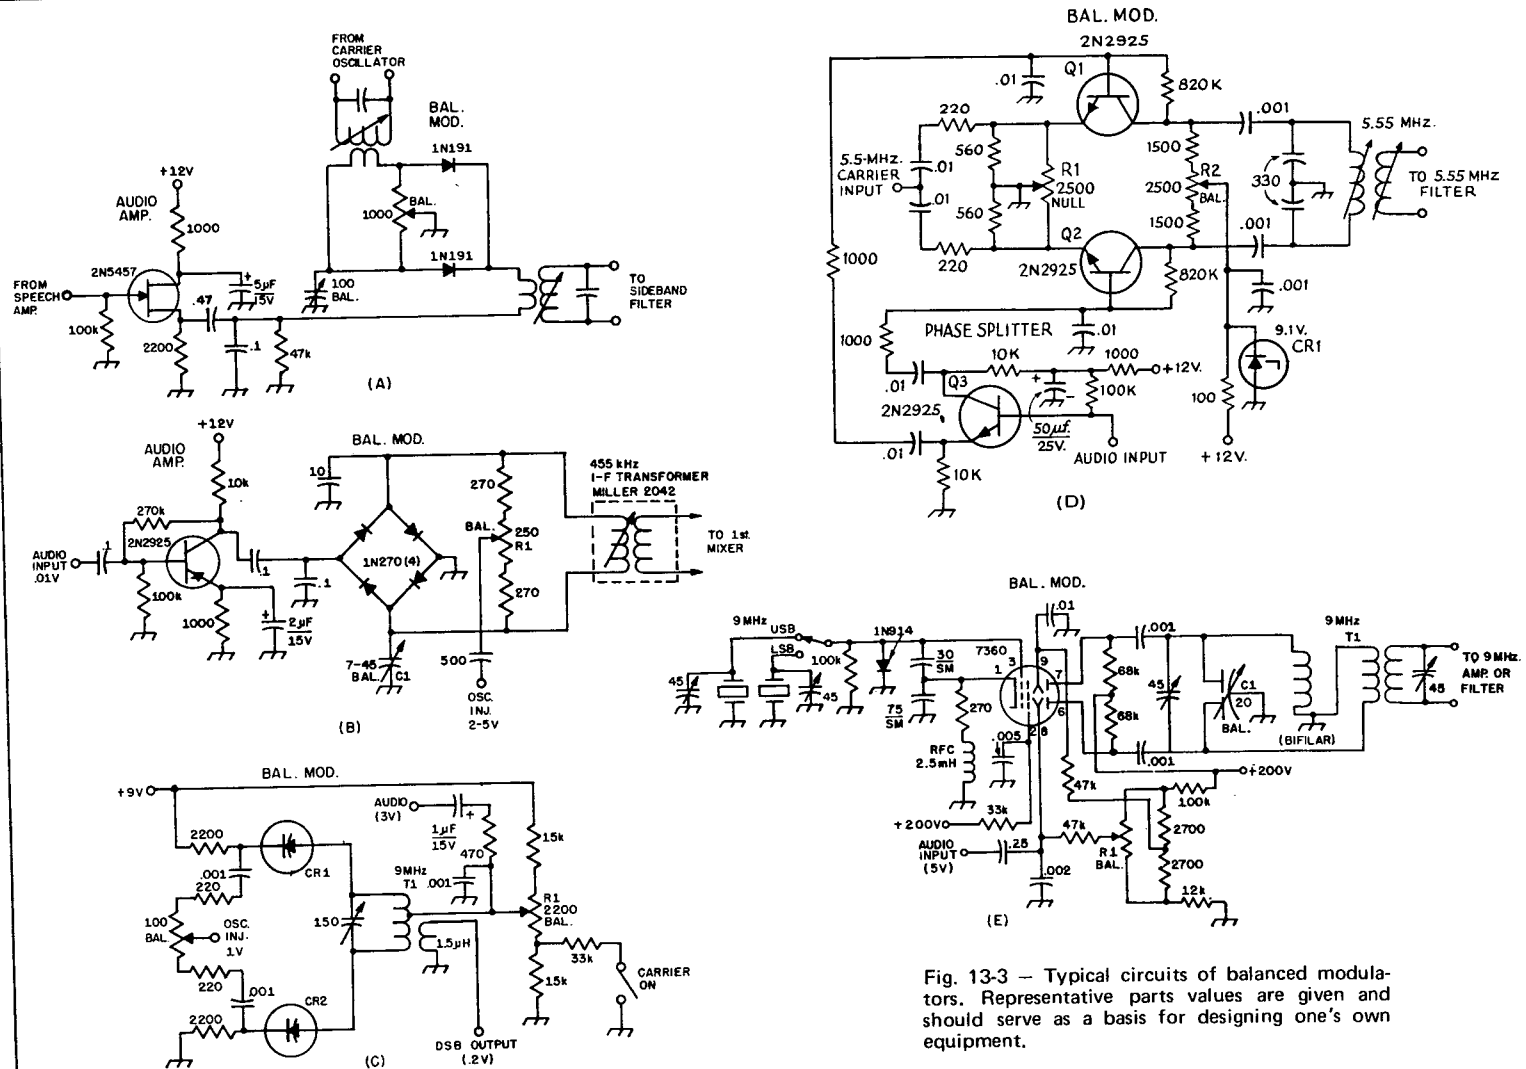 FROM
CARRIER
OSCILLATOR
BAL.
MOD.
1N191
+12V
AUDIO
AMP.
1000
BAL.
1000
1N191
2N5457
5µF
15V
100
BAL.
FROM
SPEECH
AMP.
.47
100k
2200
.1
47k
TO
SIDEBAND
FILTER
(A)
+12V
AUDIO
AMP.
10k
270k
2N2925
.1
AUDIO
INPUT
.01V
100k
1000
2µF
15V
.1
.1
BAL. MOD.
10
1N270(4)
270
BAL.
250
R1
270
7-45
BAL.
C1
500
OSC.
INJ.
2-5V
455 kHz
I-F TRANSFORMER
MILLER 2042
TO 1st.
MIXER
(B)
BAL. MOD.
+9V
2200
CR1
.001
220
100
BAL.
OSC.
INJ.
1V
220
.001
2200
CR2
150
9MHz
T1
1.5µH
AUDIO
(3V)
1µF
15V
470
.001
15k
R1
2200
BAL.
33k
15k
CARRIER
ON
DSB OUTPUT
(.2V)
(C)
BAL. MOD.
2N2925
Q1
.01
820K
220
.001
5.5-MHz.
CARRIER
INPUT
.01
.01
560
560
R1
2500
NULL
1500
2500
R2
BAL.
1500
330
5.55 MHz.
TO 5.55 MHz
FILTER
220
Q2
2N2925
820K
.001
.001
1000
1000
PHASE SPLITTER
.01
10K
1000
+12V.
.01
Q3
2N2925
+
-
100K
50µf.
25V.
.01
10K
AUDIO INPUT
9.1V.
CR1
100
+12V.
(D)
BAL. MOD.
9MHz
USB
LSB
45
45
100k
1N914
30
SM
75
SM
7360
1
3
9
7
6
2
8
.01
270
RFC
2.5mH
.005
33k
+200V
AUDIO
INPUT
(5V)
.25
.002
47k
47k
R1
BAL.
68k
68k
.001
.001
45
C1
20
BAL.
(BIFILAR)
9MHz
T1
45
TO 9MHz.
AMP. OR
FILTER
+200V
100k
2700
2700
12k
(E)
Fig. 13-3 — Typical circuits of balanced modula-
tors. Representative parts values are given and
should serve as a basis for designing one's own
equipment.